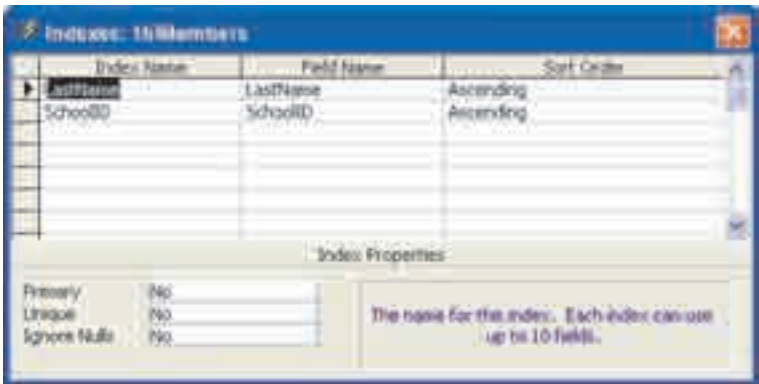 Indexes: tblMembers
Index Name Field Name Sort Order
LastName LastName Ascending
SchoolID SchoolID Ascending
Index Properties
Primary No
Unique No
Ignore Nulls No
The name for this index. Each index can use
up to 10 fields.